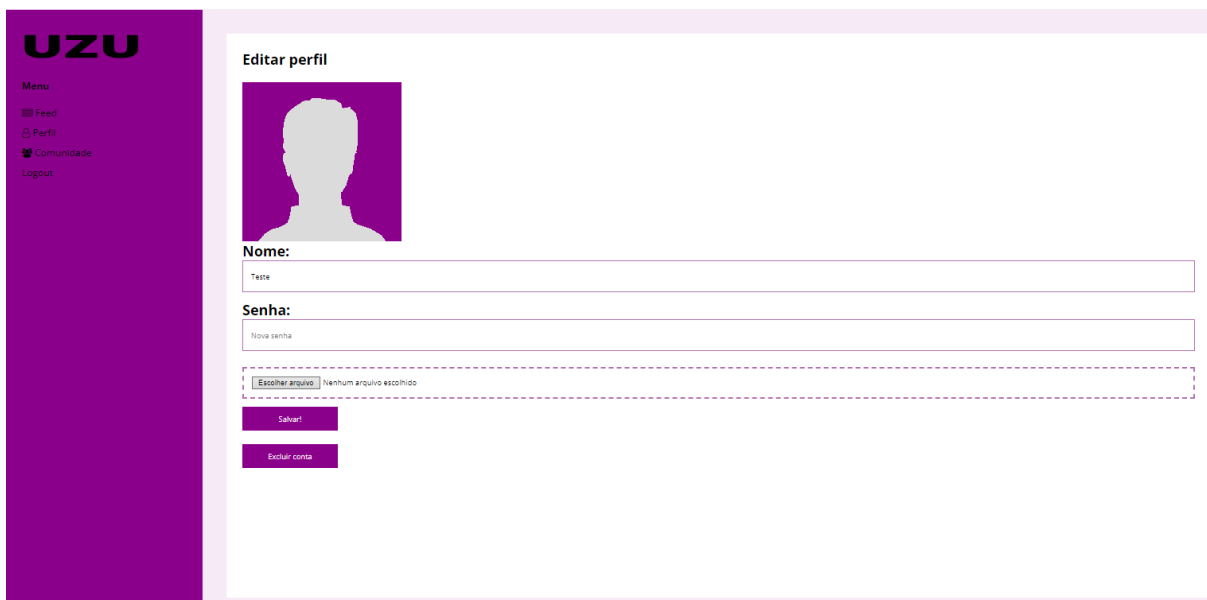 UZU
Menu
Feed
Perfil
Comunidade
Logout
Editar perfil
Nome:
Teste
Senha:
Nova senha
Escolher arquivo Nenhum arquivo escolhido
Salvar!
Excluir conta